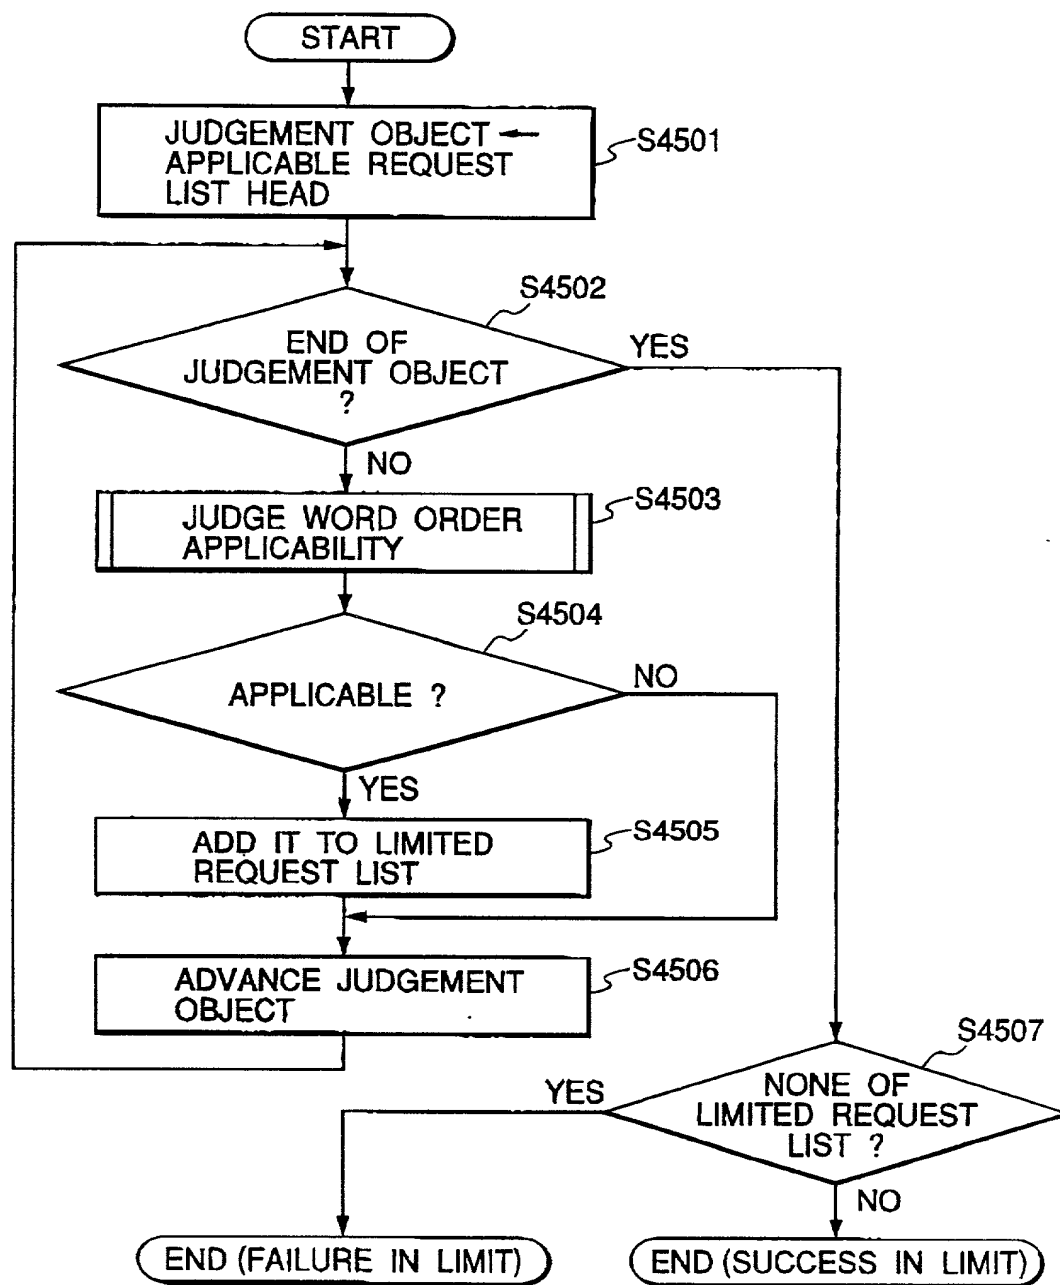 START
JUDGEMENT OBJECT ←
APPLICABLE REQUEST
LIST HEAD
S4501
S4502
END OF
JUDGEMENT OBJECT
?
YES
NO
JUDGE WORD ORDER
APPLICABILITY
S4503
S4504
APPLICABLE ?
NO
YES
ADD IT TO LIMITED
REQUEST LIST
S4505
ADVANCE JUDGEMENT
OBJECT
S4506
S4507
NONE OF
LIMITED REQUEST
LIST ?
YES
NO
END (FAILURE IN LIMIT)
END (SUCCESS IN LIMIT)